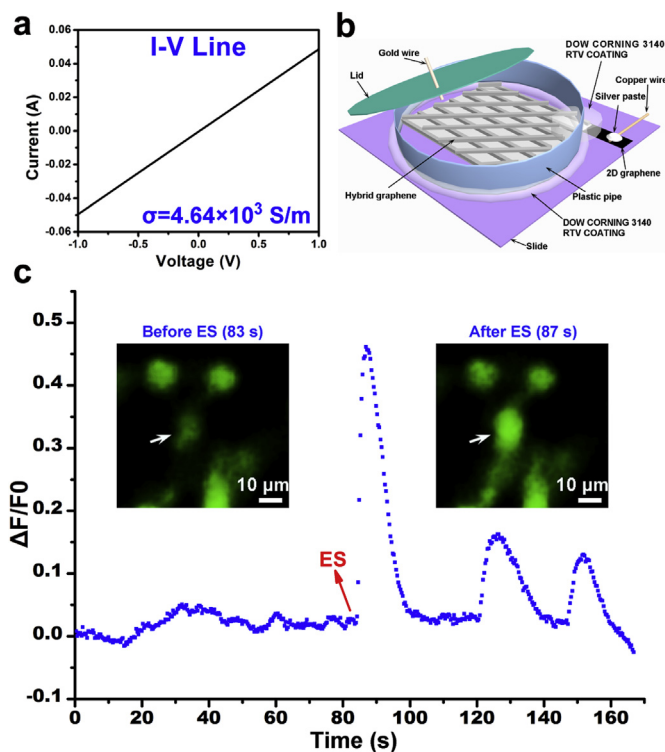 a
I-V Line
σ=4.64×10³ S/m
Current (A)
0.06
0.04
0.02
0.00
-0.02
-0.04
-0.06
-1.0 -0.5 0.0 0.5 1.0
Voltage (V)
b
Gold wire
Lid
DOW CORNING 3140
RTV COATING
Copper wire
Silver paste
2D graphene
Hybrid graphene
Plastic pipe
DOW CORNING 3140
RTV COATING
Slide
c
Before ES (83 s)
10 μm
After ES (87 s)
10 μm
ES
ΔF/F0
0.5
0.4
0.3
0.2
0.1
0.0
-0.1
0 20 40 60 80 100 120 140 160
Time (s)